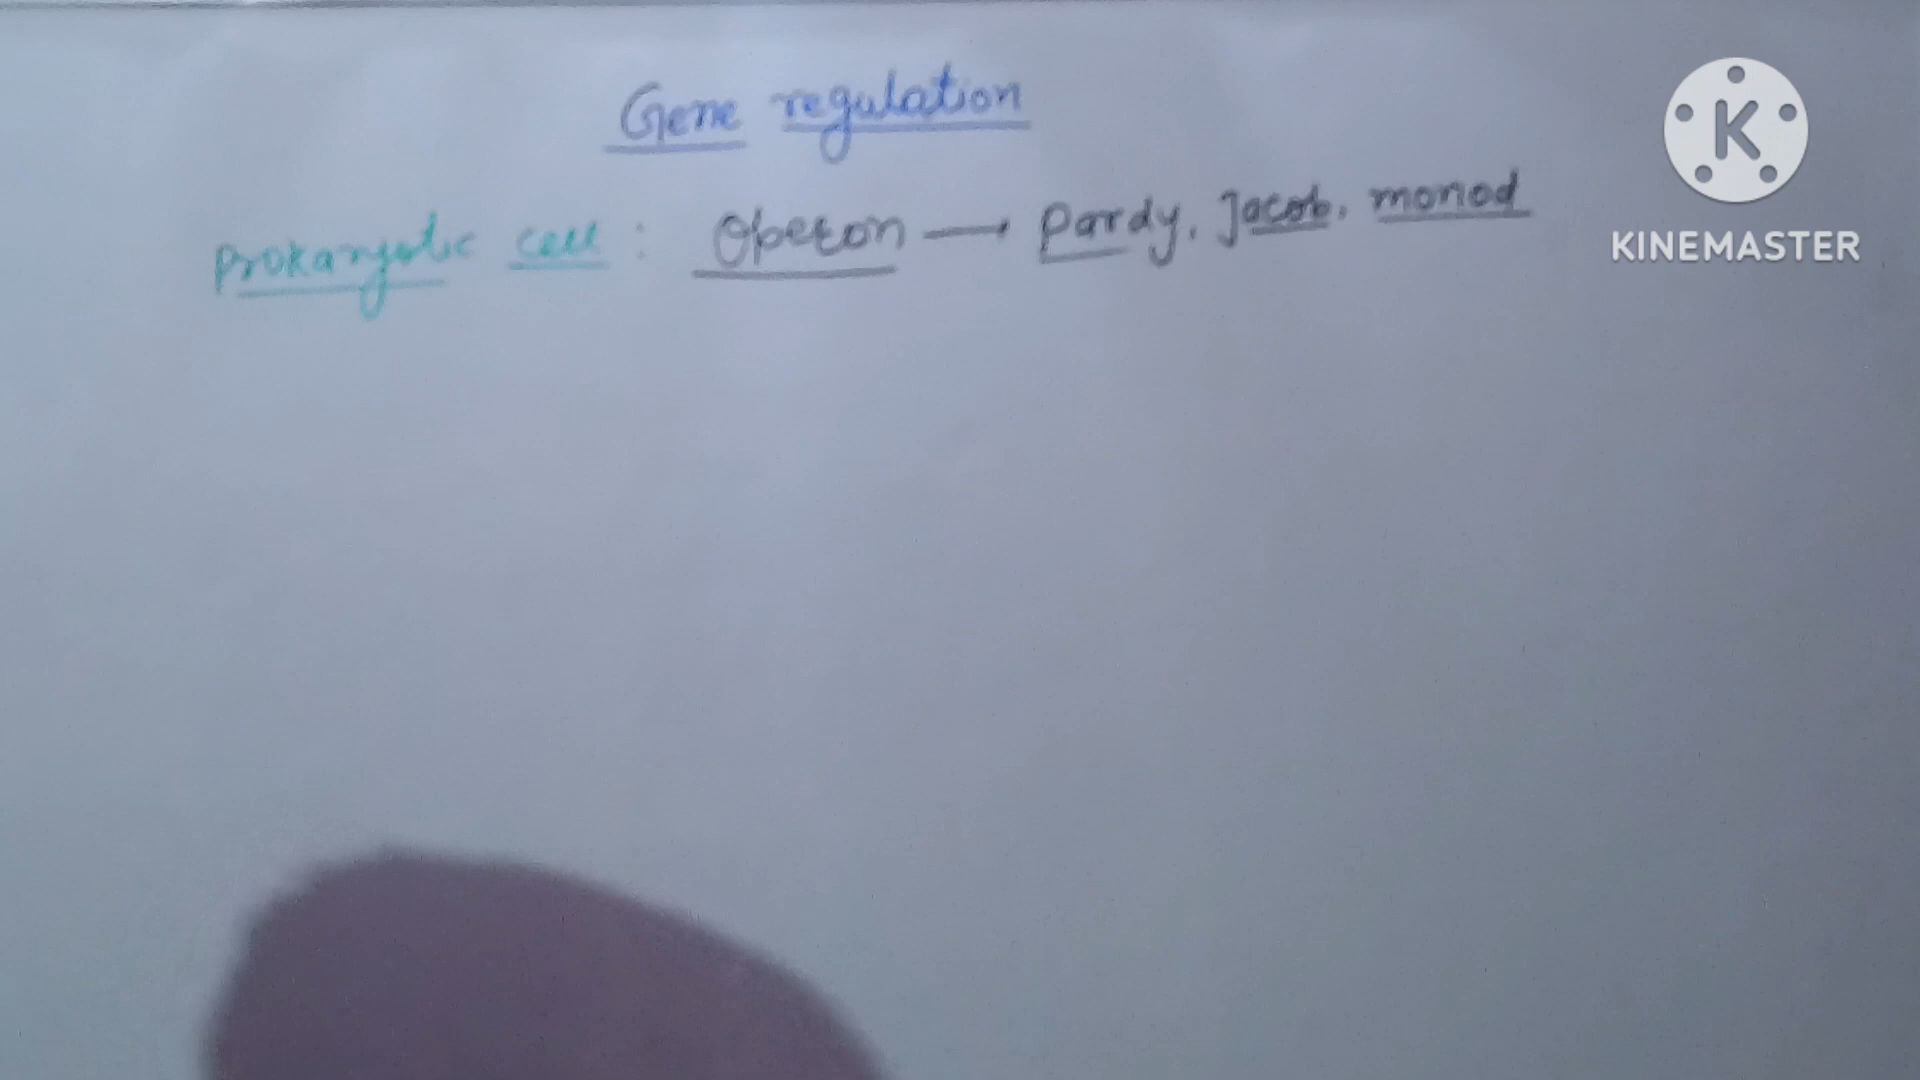 Gene regulation
Prokaryotic cell : Operon → Pardy, Jacob, monod
KINEMASTER